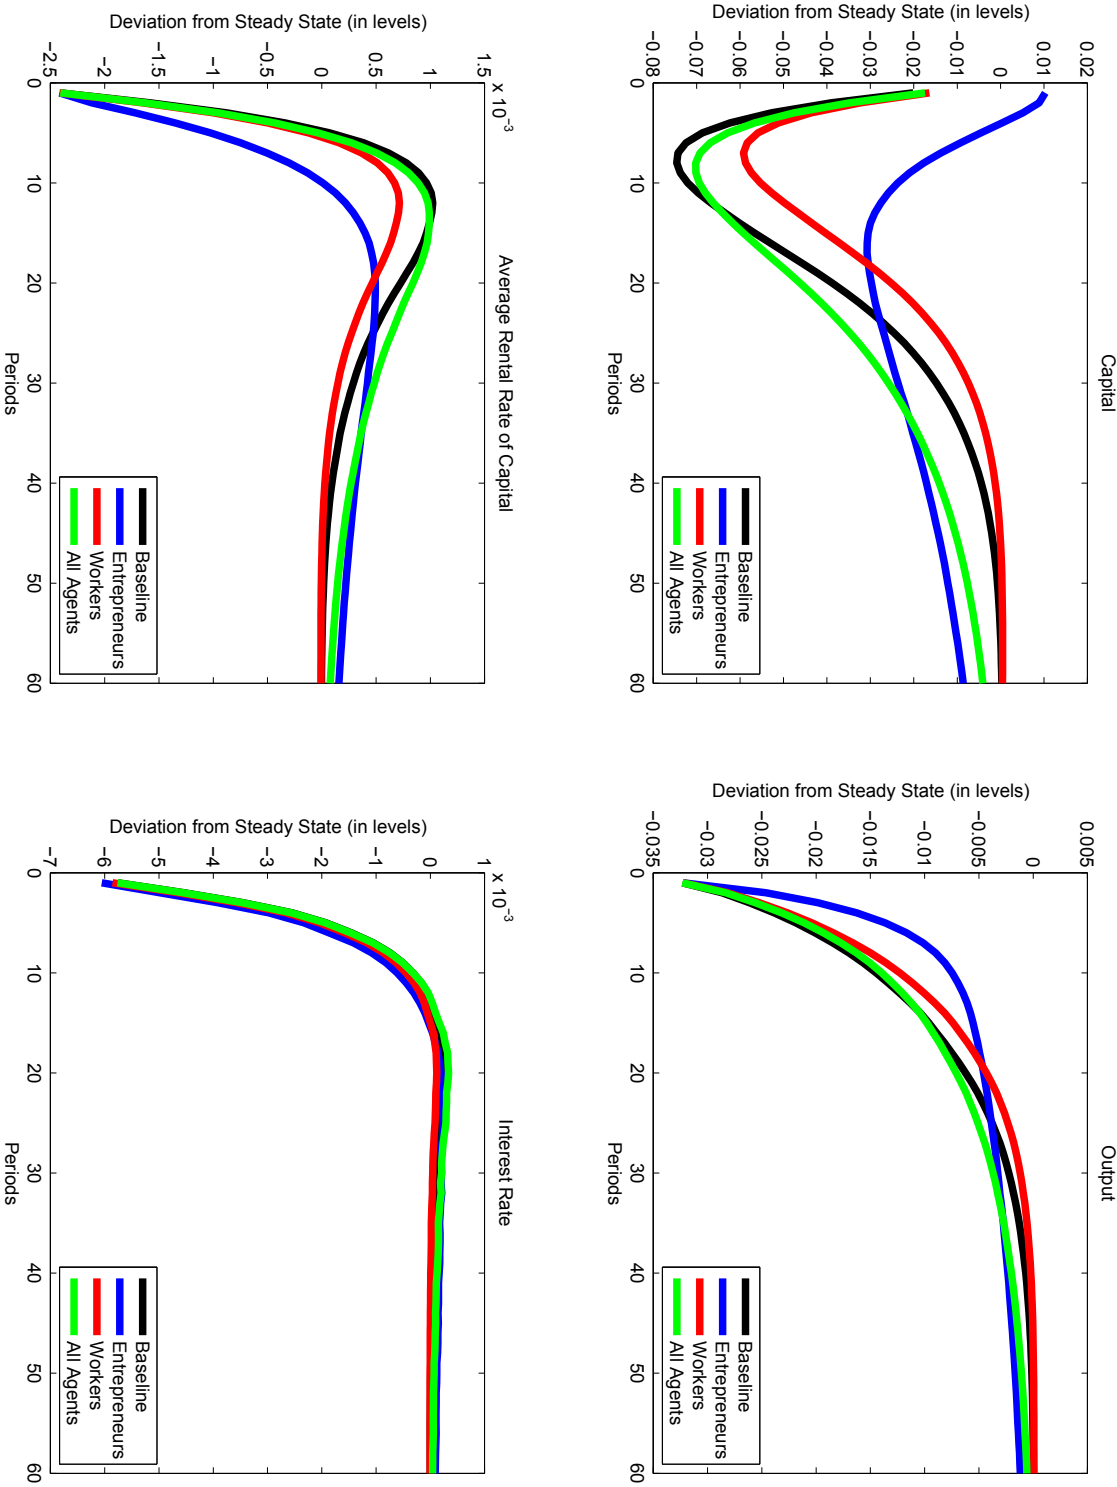 Capital
Deviation from Steady State (in levels)
0.02
0.01
0
−0.01
−0.02
−0.03
−0.04
−0.05
−0.06
−0.07
−0.08
0 10 20 30 40 50 60
Periods
Baseline
Entrepreneurs
Workers
All Agents
Output
Deviation from Steady State (in levels)
0.005
0
−0.005
−0.01
−0.015
−0.02
−0.025
−0.03
−0.035
0 10 20 30 40 50 60
Periods
Baseline
Entrepreneurs
Workers
All Agents
Average Rental Rate of Capital
x 10⁻³
Deviation from Steady State (in levels)
1.5
1
0.5
0
−0.5
−1
−1.5
−2
−2.5
0 10 20 30 40 50 60
Periods
Baseline
Entrepreneurs
Workers
All Agents
Interest Rate
x 10⁻³
Deviation from Steady State (in levels)
1
0
−1
−2
−3
−4
−5
−6
−7
0 10 20 30 40 50 60
Periods
Baseline
Entrepreneurs
Workers
All Agents